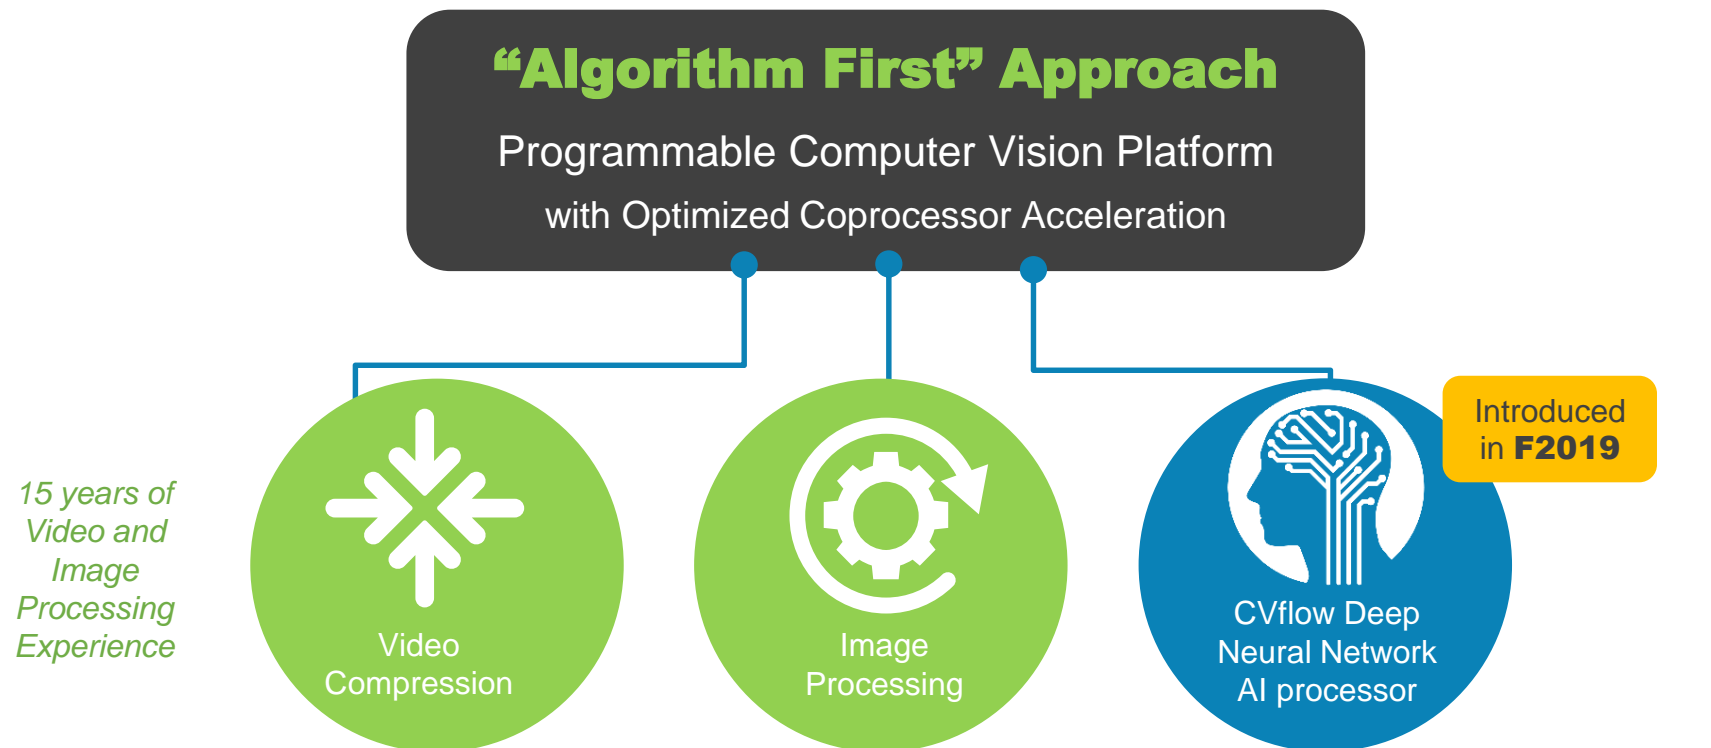 “Algorithm First” Approach
Programmable Computer Vision Platform
with Optimized Coprocessor Acceleration
Introduced
in F2019
15 years of
Video and
Image
Processing
Experience
Video
Compression
Image
Processing
CVflow Deep
Neural Network
AI processor